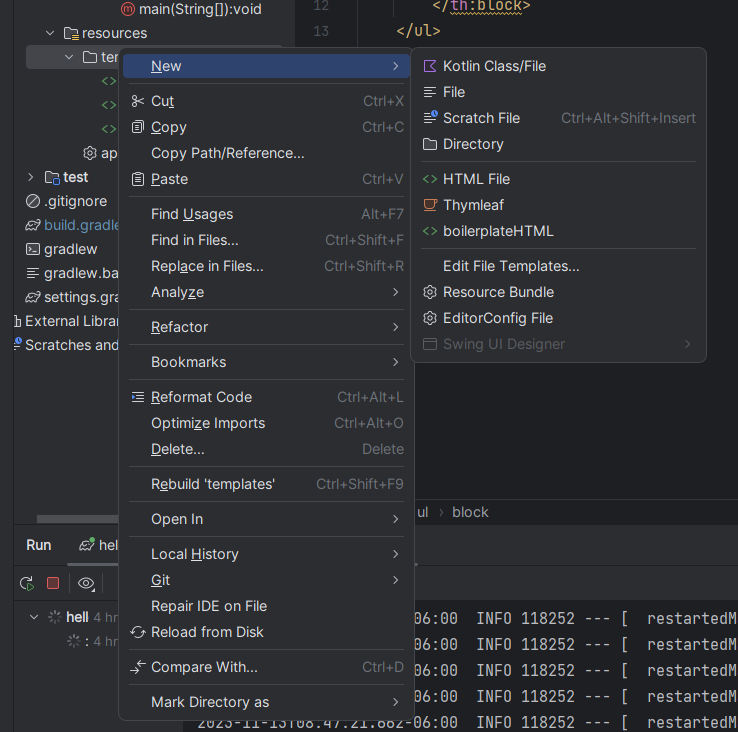 main(String[]):void
resources
ap
test
.gitignore
build.gradle
gradlew
gradlew.ba
settings.gra
External Librar
Scratches and
12 </th:block>
13 </ul>
New
Cut Ctrl+X
Copy Ctrl+C
Copy Path/Reference...
Paste Ctrl+V
Find Usages Alt+F7
Find in Files... Ctrl+Shift+F
Replace in Files... Ctrl+Shift+R
Analyze
Refactor
Bookmarks
Reformat Code Ctrl+Alt+L
Optimize Imports Ctrl+Alt+O
Delete... Delete
Rebuild 'templates' Ctrl+Shift+F9
Open In
Local History
Git
Repair IDE on File
Reload from Disk
Compare With... Ctrl+D
Mark Directory as
Kotlin Class/File
File
Scratch File Ctrl+Alt+Shift+Insert
Directory
HTML File
Thymleaf
boilerplateHTML
Edit File Templates...
Resource Bundle
EditorConfig File
Swing UI Designer
ul › block
Run hel
hell 4 hr
: 4 hr
06:00 INFO 118252 --- [ restartedM
06:00 INFO 118252 --- [ restartedM
06:00 INFO 118252 --- [ restartedM
06:00 INFO 118252 --- [ restartedM
2023-11-13T08:47:21.662-06:00 INFO 118252 --- [ restartedM